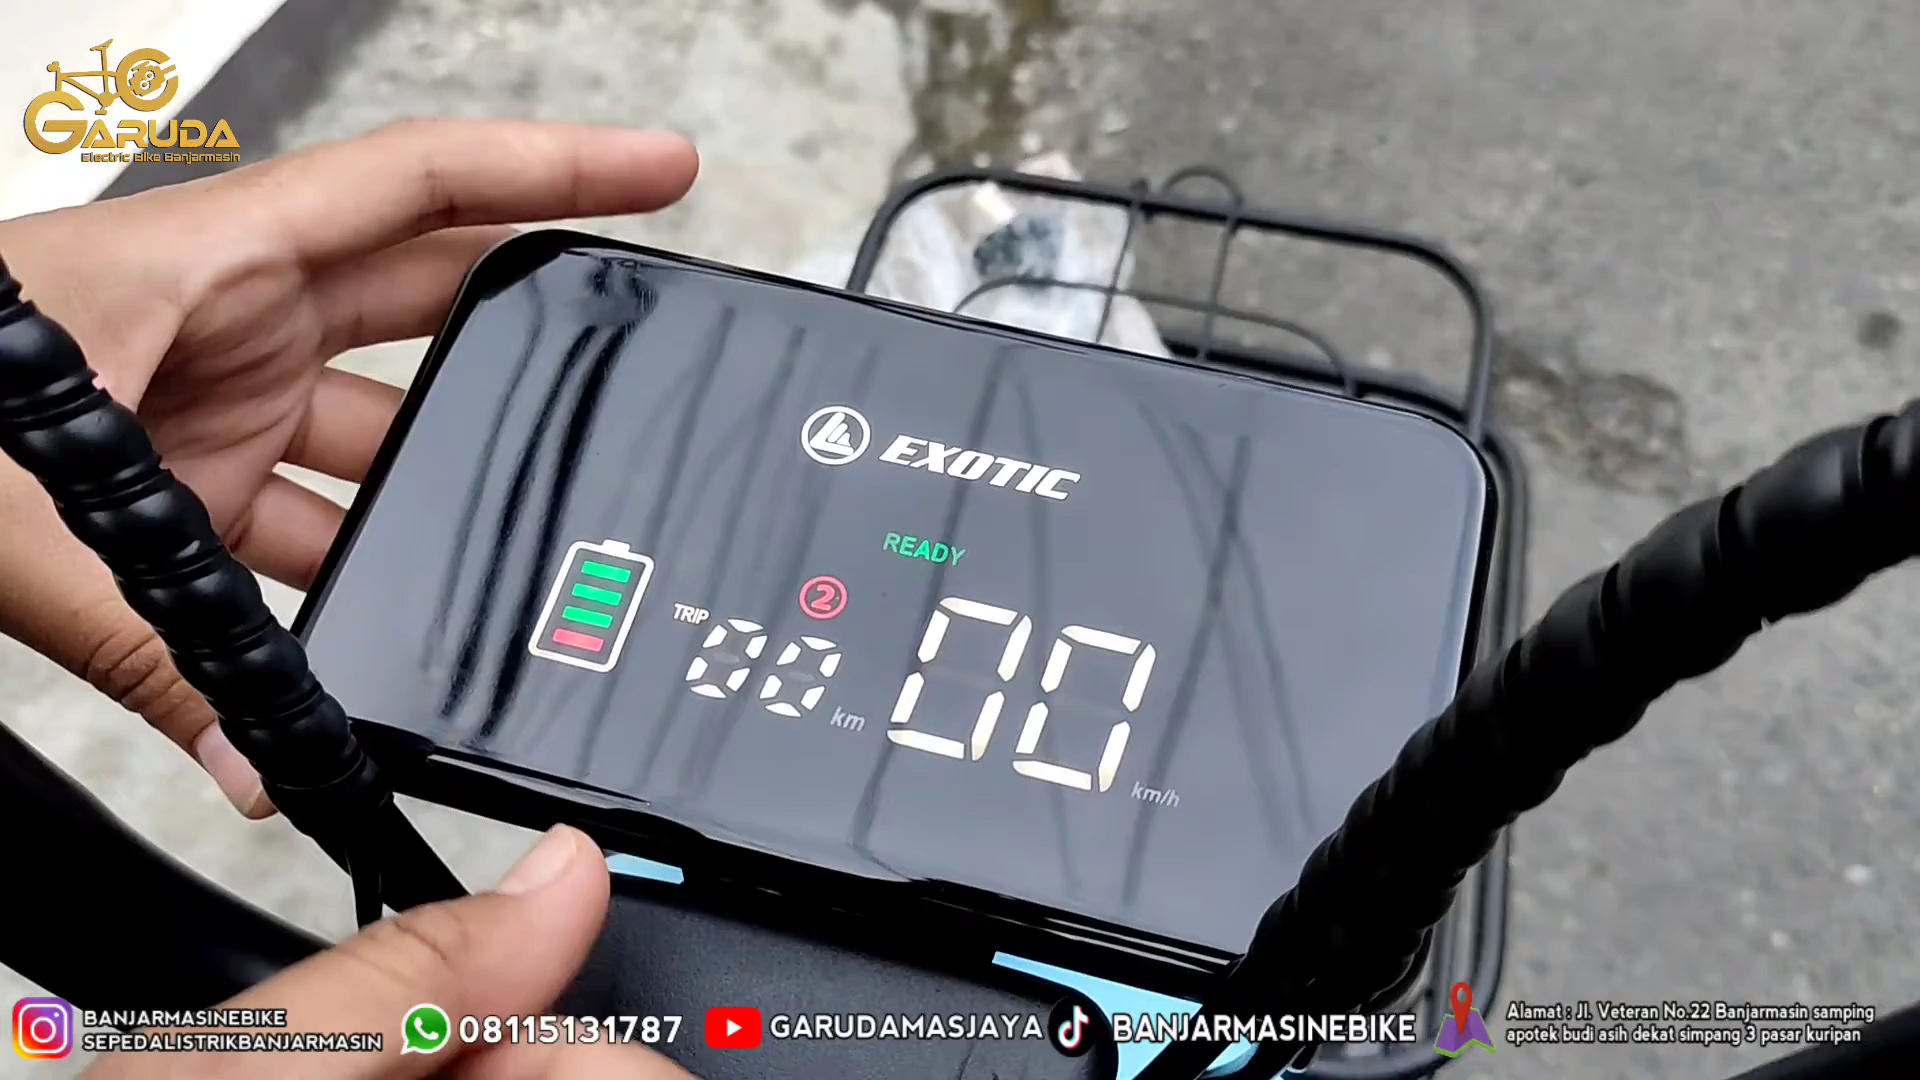 GARUDA
Electric Bike Banjarmasin
EXOTIC
READY
2
TRIP
00
km
00
km/h
BANJARMASINEBIKE
SEPEDALISTRIKBANJARMASIN
08115131787
GARUDAMASJAYA
BANJARMASINEBIKE
Alamat : Jl. Veteran No.22 Banjarmasin samping
apotek budi asih dekat simpang 3 pasar kuripan